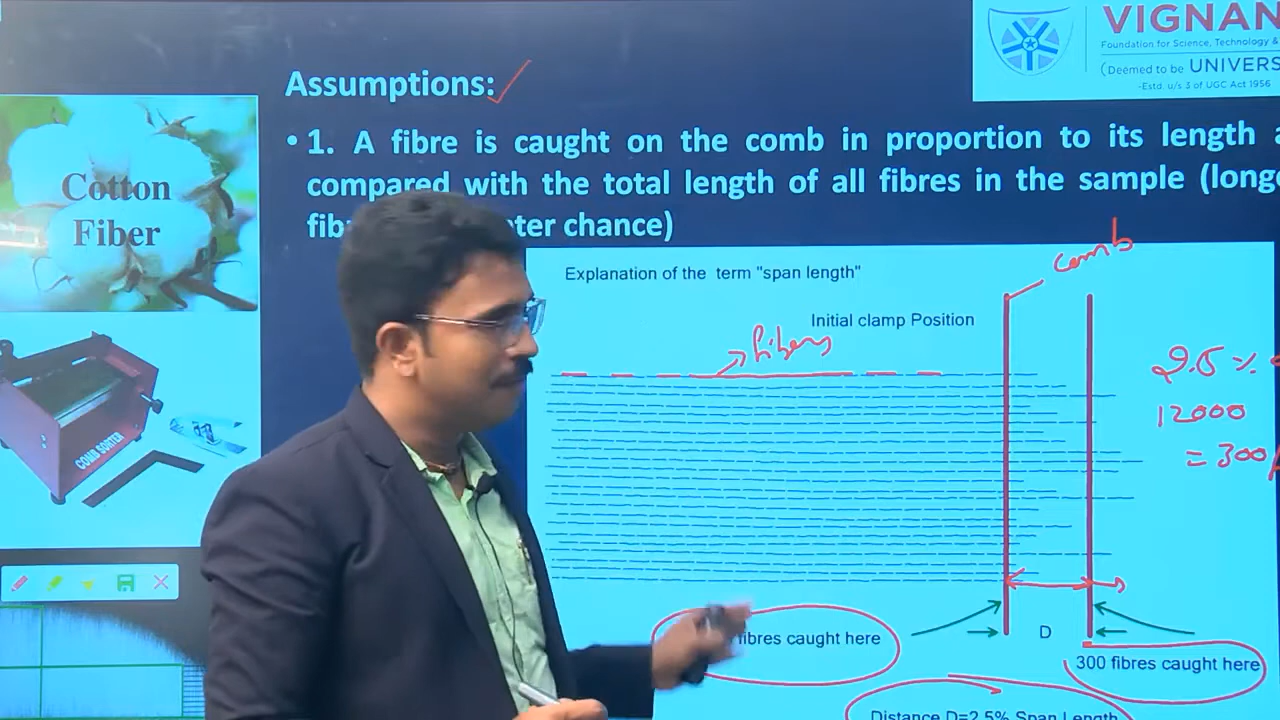 VIGNAN
Foundation for Science, Technology &
(Deemed to be UNIVERS
-Estd. u/s 3 of UGC Act 1956
Assumptions:
• 1. A fibre is caught on the comb in proportion to its length
compared with the total length of all fibres in the sample
chance)
Cotton
Fiber
COMB SORTER
Explanation of the term "span length"
Initial clamp Position
comb
fibers
2.5 %
12000
= 300
D
fibres caught here
300 fibres caught here
Distance D=2.5% Span Length